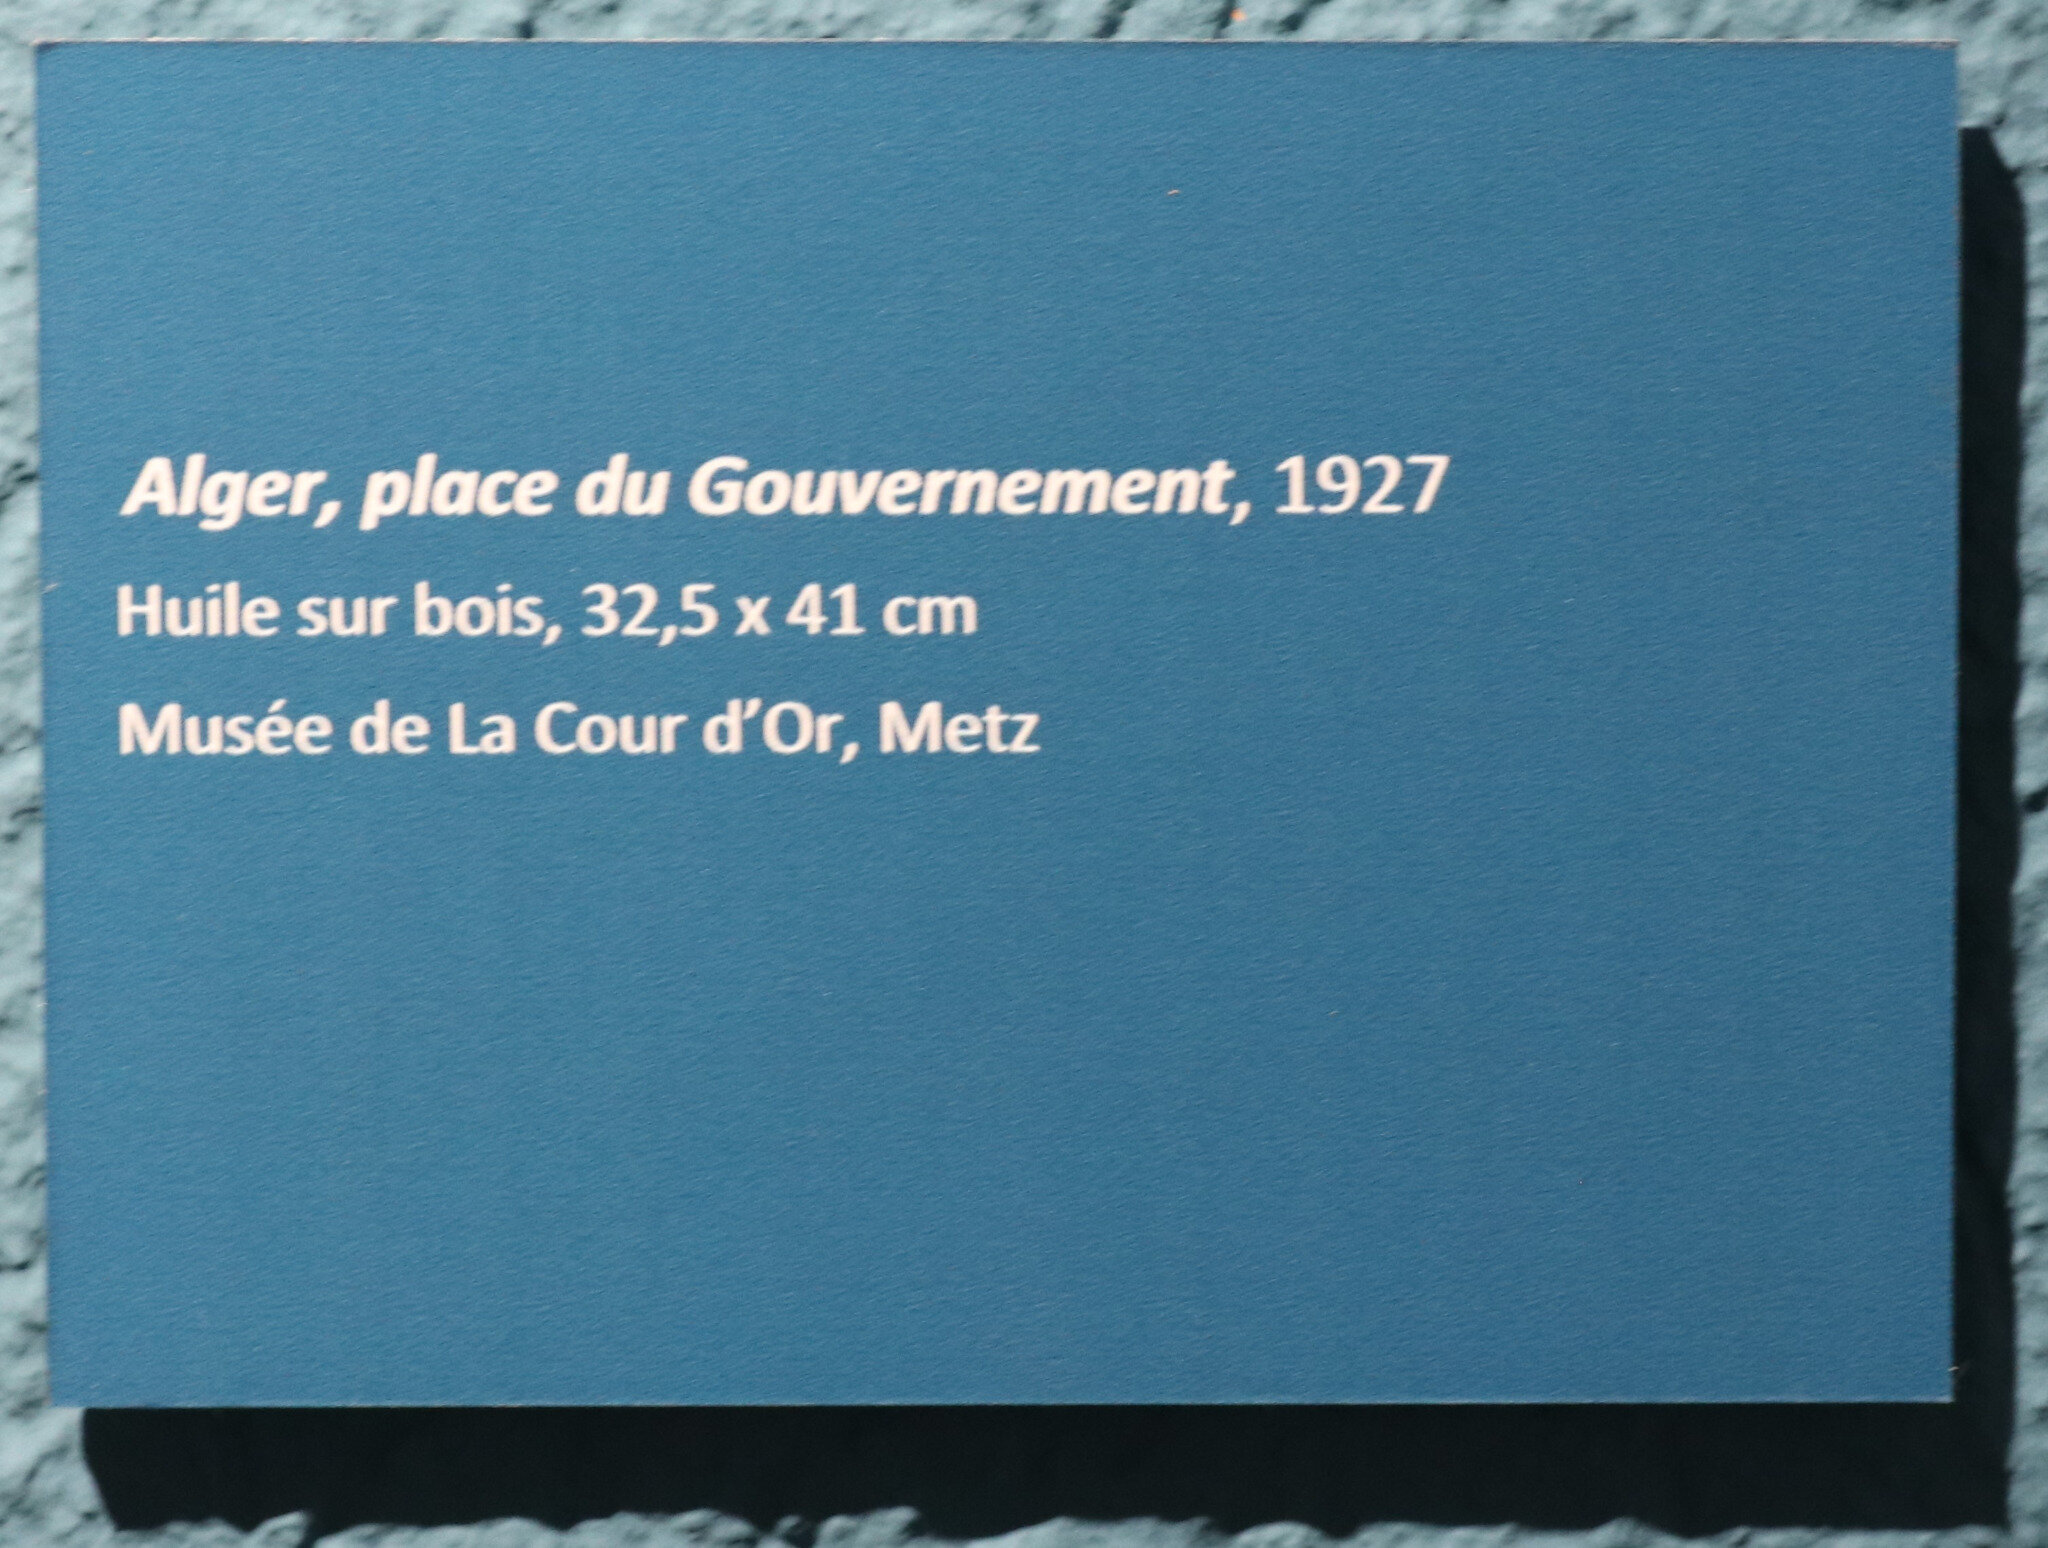 Alger, place du Gouvernement, 1927
Huile sur bois, 32,5 x 41 cm
Musée de La Cour d’Or, Metz